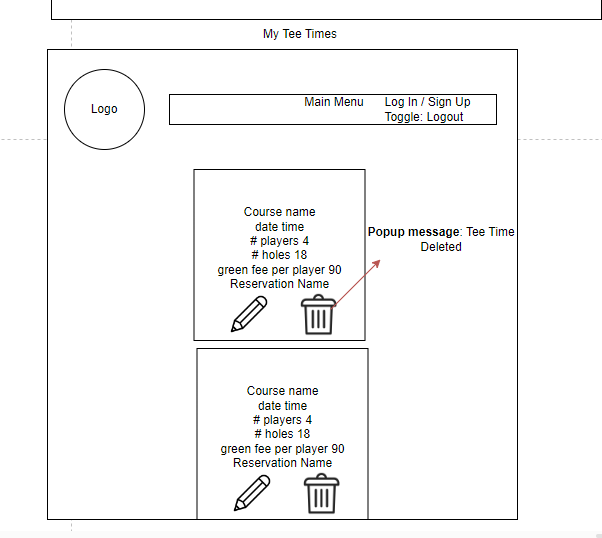 My Tee Times
Logo
Main Menu
Log In / Sign Up
Toggle: Logout
Course name
date time
# players 4
# holes 18
green fee per player 90
Reservation Name
Popup message: Tee Time
Deleted
Course name
date time
# players 4
# holes 18
green fee per player 90
Reservation Name